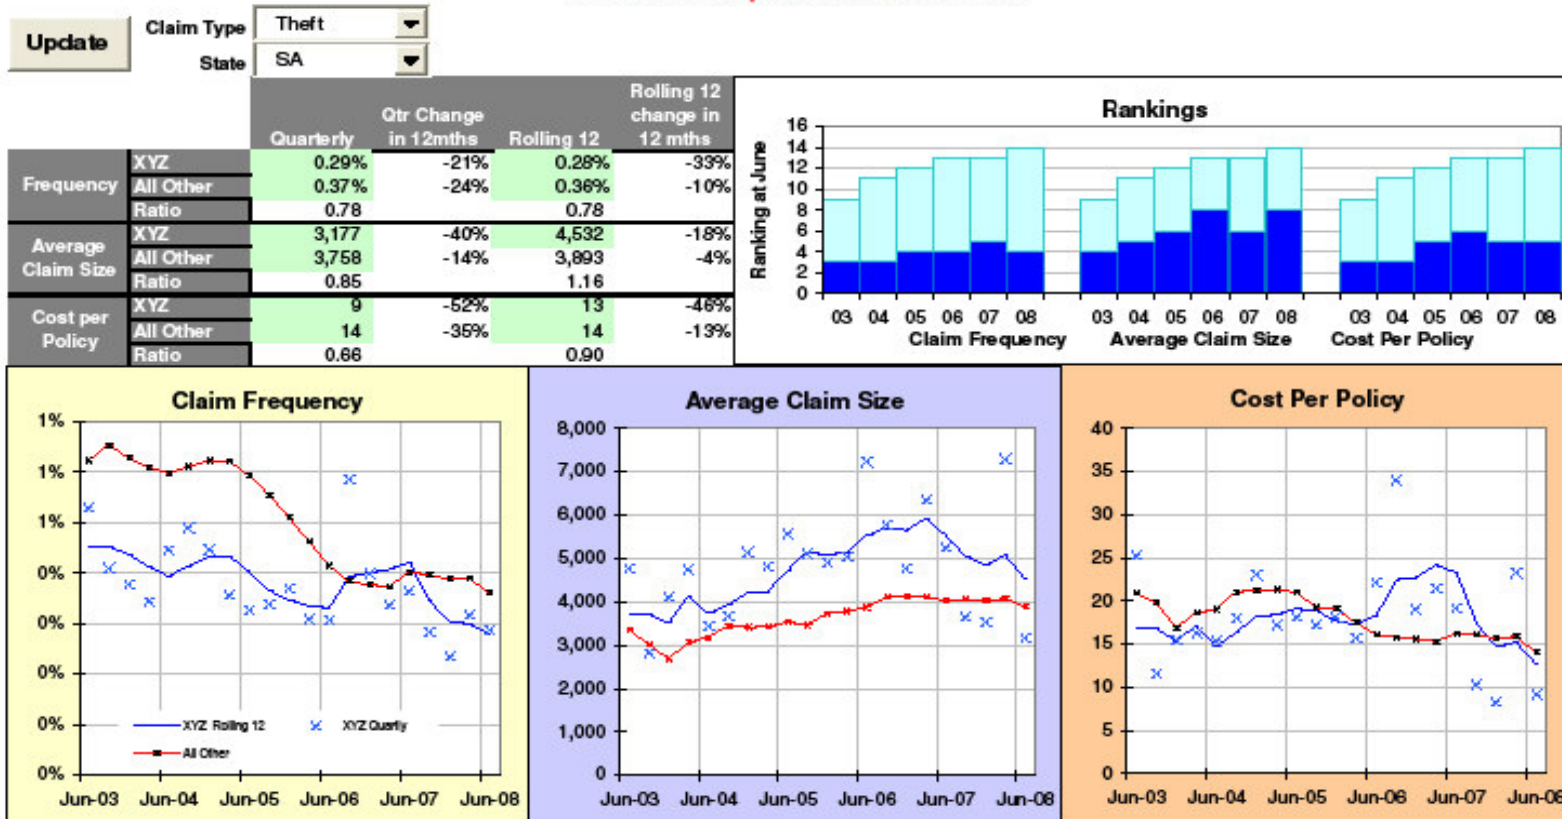 Update
Claim Type Theft
State SA
Quarterly Qtr Change in 12mths Rolling 12 Rolling 12 change in 12 mths
Frequency
XYZ 0.29% -21% 0.28% -33%
All Other 0.37% -24% 0.36% -10%
Ratio 0.78 0.78
Average Claim Size
XYZ 3,177 -40% 4,532 -18%
All Other 3,758 -14% 3,893 -4%
Ratio 0.85 1.16
Cost per Policy
XYZ 9 -52% 13 -46%
All Other 14 -35% 14 -13%
Ratio 0.66 0.90
Rankings
Ranking at June
16
14
12
10
8
6
4
2
0
03 04 05 06 07 08 03 04 05 06 07 08 03 04 05 06 07 08
Claim Frequency Average Claim Size Cost Per Policy
Claim Frequency
1%
1%
1%
0%
0%
0%
0%
0%
XYZ Rolling 12 XYZ Quartly
All Other
Jun-03 Jun-04 Jun-05 Jun-06 Jun-07 Jun-08
Average Claim Size
8,000
7,000
6,000
5,000
4,000
3,000
2,000
1,000
0
Jun-03 Jun-04 Jun-05 Jun-06 Jun-07 Jun-08
Cost Per Policy
40
35
30
25
20
15
10
5
0
Jun-03 Jun-04 Jun-05 Jun-06 Jun-07 Jun-08